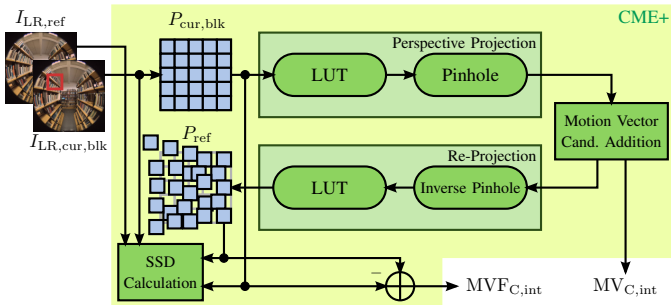 I_LR,ref
P_cur,blk
CME+
Perspective Projection
LUT
Pinhole
I_LR,cur,blk
P_ref
Motion Vector
Cand. Addition
Re-Projection
LUT
Inverse Pinhole
SSD
Calculation
−
MVF_C,int
MV_C,int